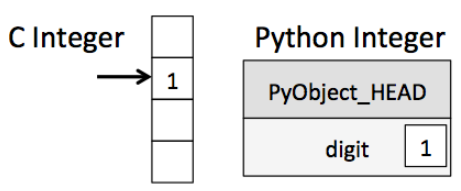 C Integer
1
Python Integer
PyObject_HEAD
digit 1